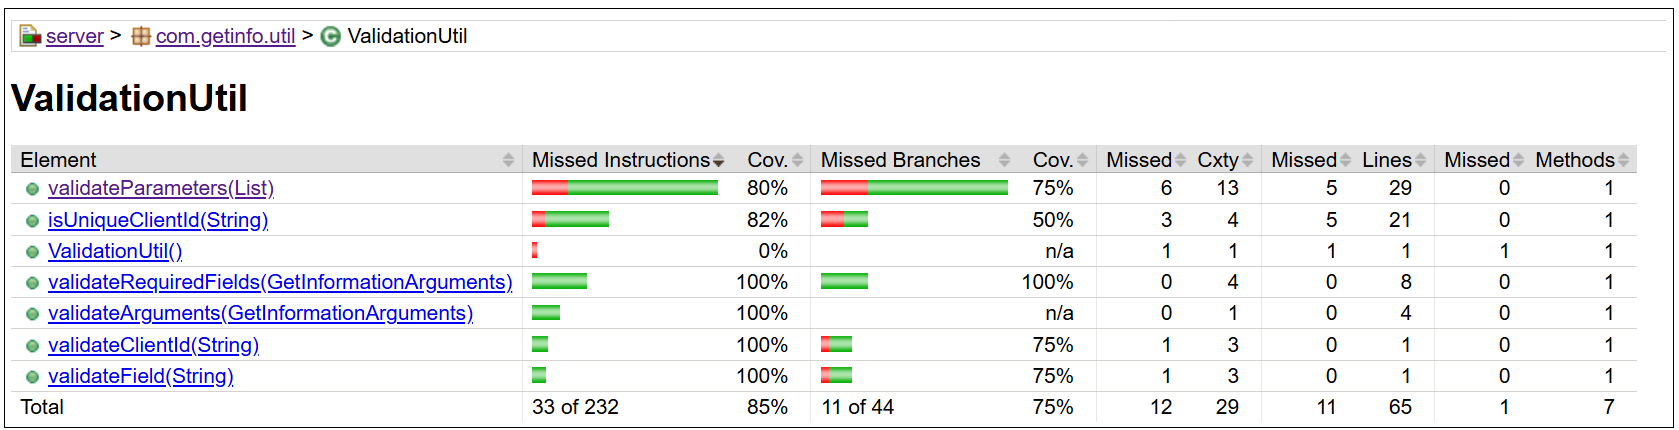 server > com.getinfo.util > ValidationUtil
ValidationUtil
Element Missed Instructions Cov. Missed Branches Cov. Missed Cxty Missed Lines Missed Methods
validateParameters(List) 80% 75% 6 13 5 29 0 1
isUniqueClientId(String) 82% 50% 3 4 5 21 0 1
ValidationUtil() 0% n/a 1 1 1 1 1 1
validateRequiredFields(GetInformationArguments) 100% 100% 0 4 0 8 0 1
validateArguments(GetInformationArguments) 100% n/a 0 1 0 4 0 1
validateClientId(String) 100% 75% 1 3 0 1 0 1
validateField(String) 100% 75% 1 3 0 1 0 1
Total 33 of 232 85% 11 of 44 75% 12 29 11 65 1 7